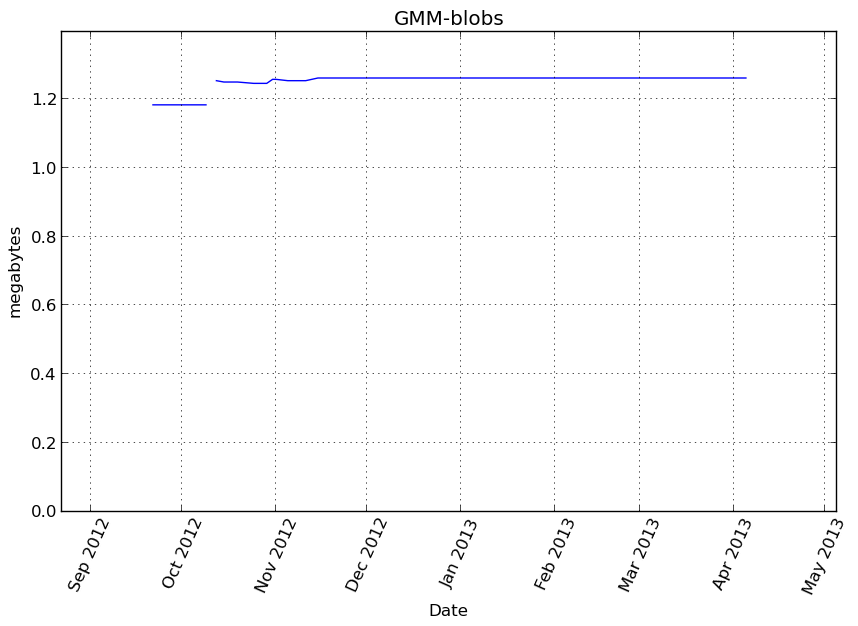 GMM-blobs
1.2
1.0
0.8
0.6
0.4
0.2
0.0
megabytes
Sep 2012
Oct 2012
Nov 2012
Dec 2012
Jan 2013
Feb 2013
Mar 2013
Apr 2013
May 2013
Date